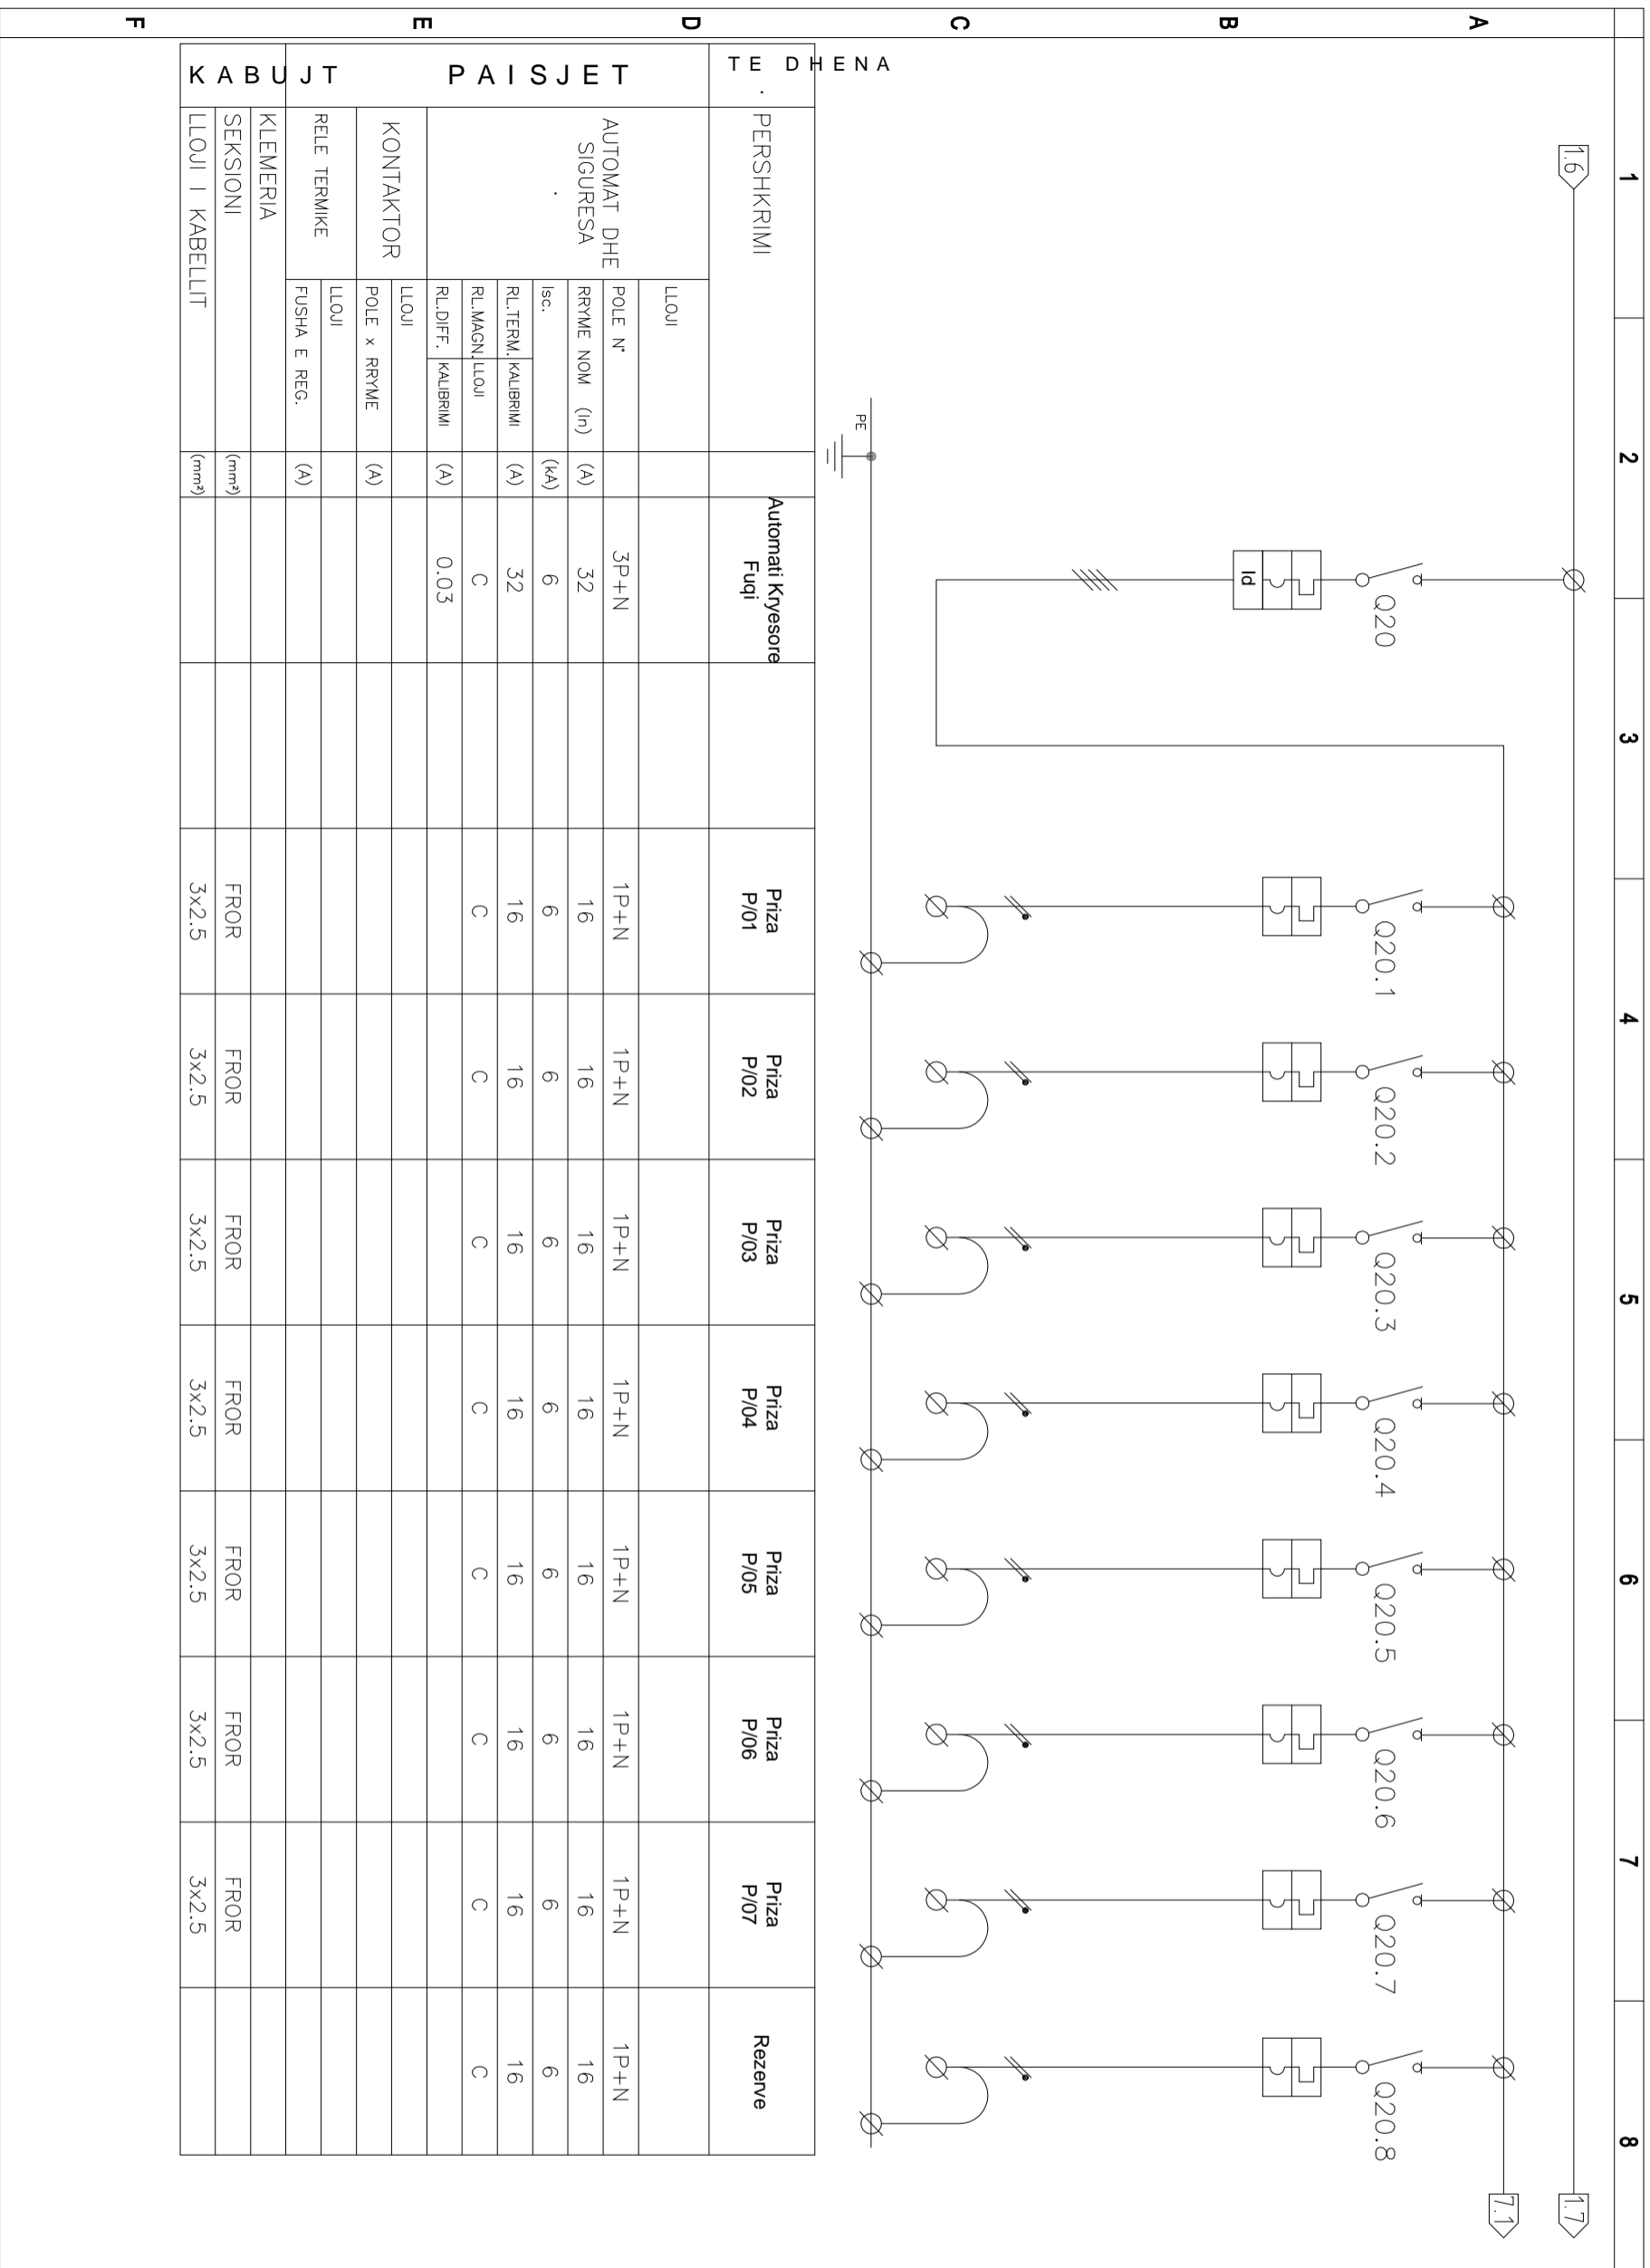 1 2 3 4 5 6 7 8
A
B
C
D
E
F
1.6
1.7
7.1
Q20 Q20.1 Q20.2 Q20.3 Q20.4 Q20.5 Q20.6 Q20.7 Q20.8
Id
PE
TE DHENA
PERSHKRIMI
Automati Kryesore Priza Priza Priza Priza Priza Priza Priza Rezerve
Fuqi P/01 P/02 P/03 P/04 P/05 P/06 P/07
PAISJET
AUTOMAT DHE
SIGURESA
LLOJI
POLE N° 3P+N 1P+N 1P+N 1P+N 1P+N 1P+N 1P+N 1P+N 1P+N
RRYME NOM (In) (A) 32 16 16 16 16 16 16 16 16
Isc. (kA) 6 6 6 6 6 6 6 6 6
RL.TERM. KALIBRIMI (A) 32 16 16 16 16 16 16 16 16
RL.MAGN. LLOJI C C C C C C C C C
RL.DIFF. KALIBRIMI (A) 0.03
KONTAKTOR
LLOJI
POLE x RRYME (A)
RELE TERMIKE
LLOJI
FUSHA E REG. (A)
KABUJT
KLEMERIA
SEKSIONI (mm²) FROR FROR FROR FROR FROR FROR FROR
LLOJI I KABELLIT (mm²) 3x2.5 3x2.5 3x2.5 3x2.5 3x2.5 3x2.5 3x2.5